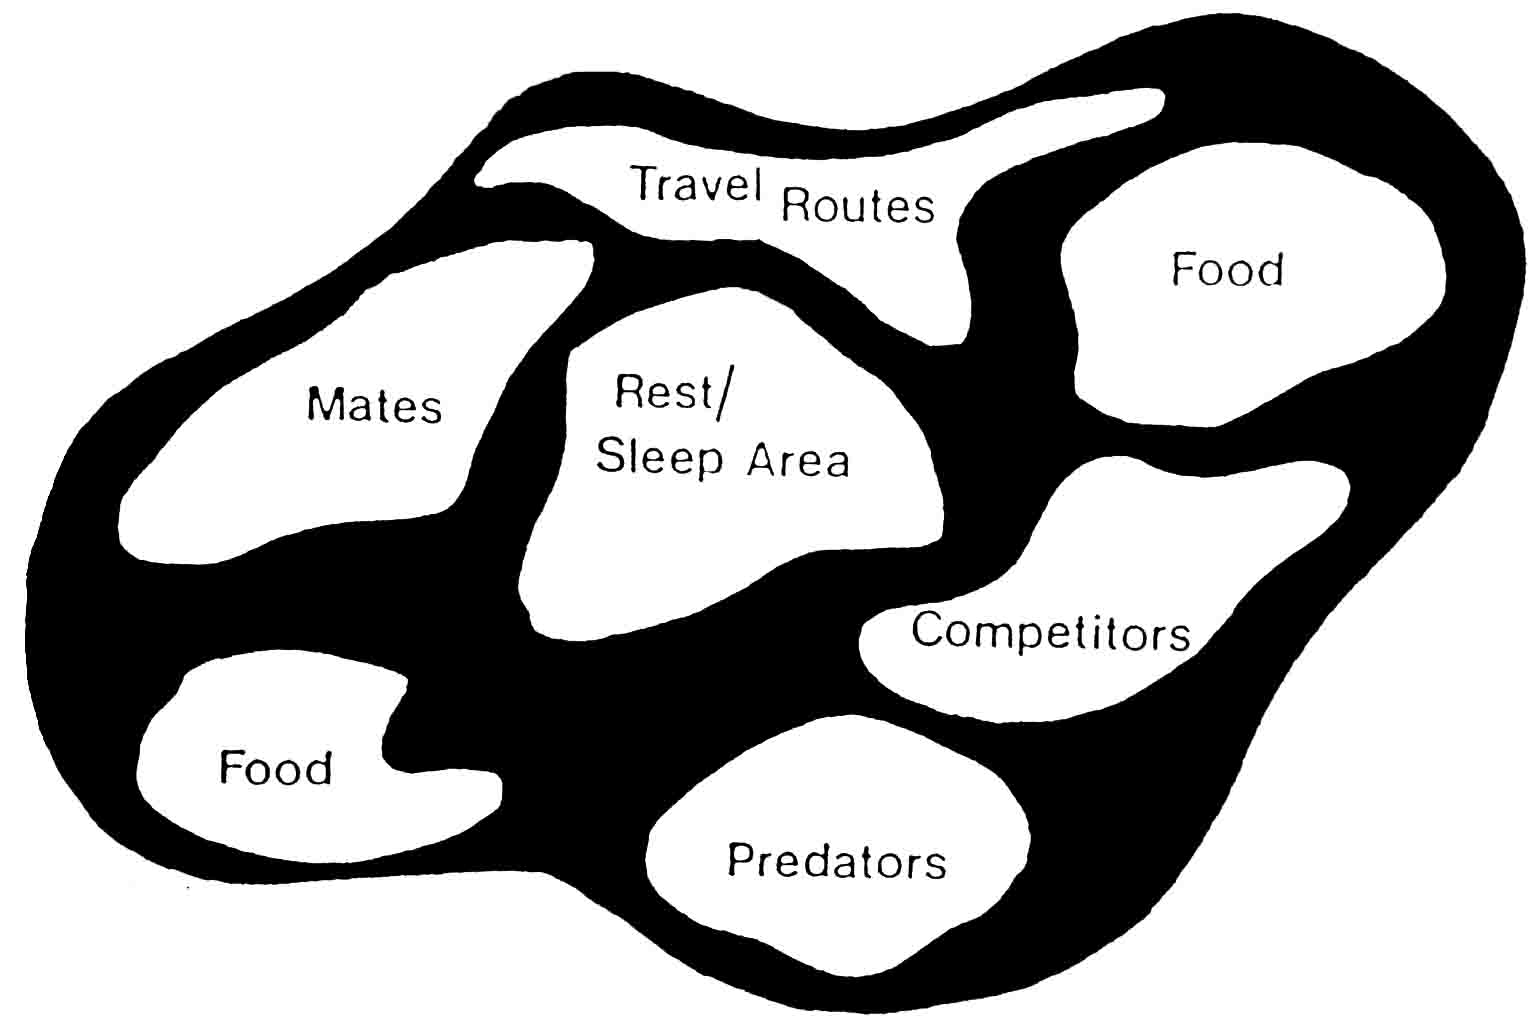 Travel Routes
Food
Mates
Rest/
Sleep Area
Competitors
Food
Predators